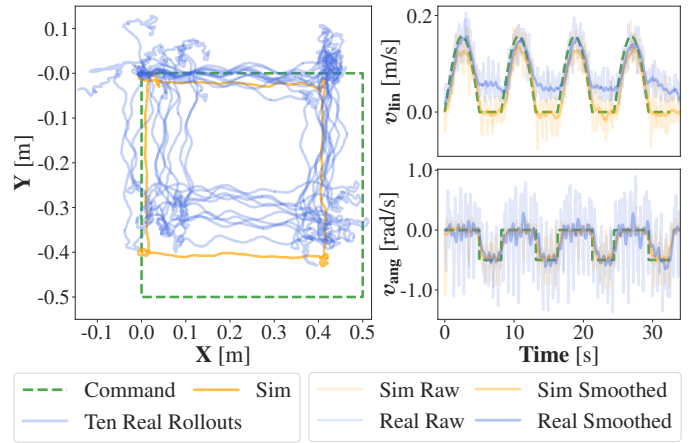 0.1
-0.0
-0.1
-0.2
-0.3
-0.4
-0.5
Y [m]
-0.1 0.0 0.1 0.2 0.3 0.4 0.5
X [m]
0.2
0.0
v_lin [m/s]
1.0
-0.0
-1.0
v_ang [rad/s]
0 10 20 30
Time [s]
Command
Sim
Ten Real Rollouts
Sim Raw
Sim Smoothed
Real Raw
Real Smoothed